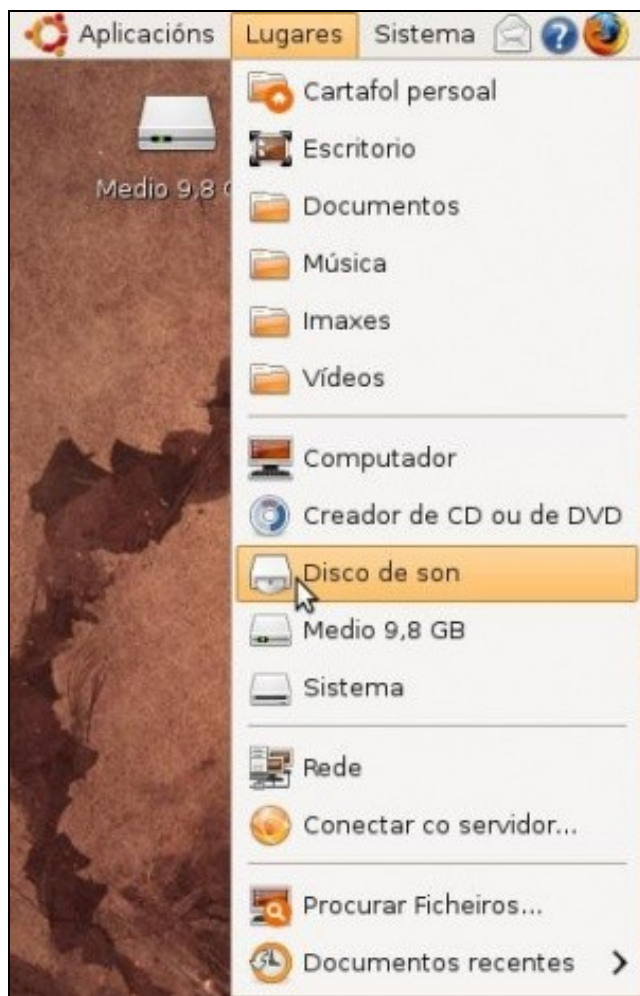 Aplicacións Lugares Sistema
Medio 9,8
Cartafol persoal
Escritorio
Documentos
Música
Imaxes
Vídeos
Computador
Creador de CD ou de DVD
Disco de son
Medio 9,8 GB
Sistema
Rede
Conectar co servidor...
Procurar Ficheiros...
Documentos recentes